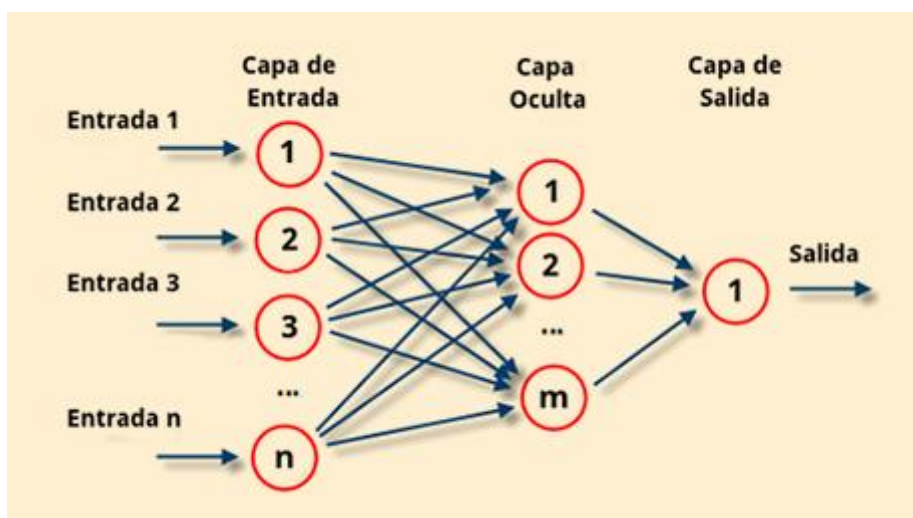 Capa de
Entrada
Capa
Oculta
Capa de
Salida
Entrada 1
1
Entrada 2
2
Entrada 3
3
...
Entrada n
n
1
2
...
m
1
Salida